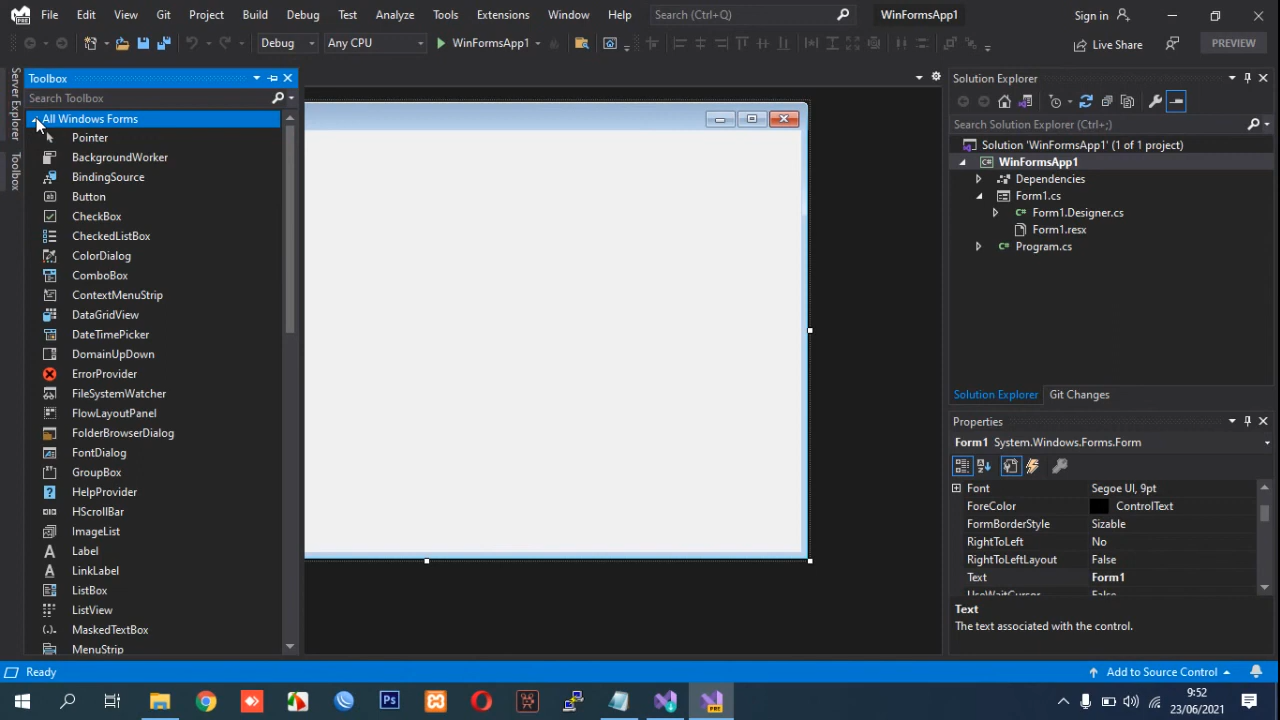 File Edit View Git Project Build Debug Test Analyze Tools Extensions Window Help Search (Ctrl+Q) WinFormsApp1 Sign in
Debug Any CPU WinFormsApp1 Live Share PREVIEW
Server Explorer
Toolbox
Toolbox
Search Toolbox
All Windows Forms
Pointer
BackgroundWorker
BindingSource
Button
CheckBox
CheckedListBox
ColorDialog
ComboBox
ContextMenuStrip
DataGridView
DateTimePicker
DomainUpDown
ErrorProvider
FileSystemWatcher
FlowLayoutPanel
FolderBrowserDialog
FontDialog
GroupBox
HelpProvider
HScrollBar
ImageList
Label
LinkLabel
ListBox
ListView
MaskedTextBox
MenuStrip
Solution Explorer
Search Solution Explorer (Ctrl+;)
Solution 'WinFormsApp1' (1 of 1 project)
WinFormsApp1
Dependencies
Form1.cs
Form1.Designer.cs
Form1.resx
Program.cs
Solution Explorer Git Changes
Properties
Form1 System.Windows.Forms.Form
Font Segoe UI, 9pt
ForeColor ControlText
FormBorderStyle Sizable
RightToLeft No
RightToLeftLayout False
Text Form1
UseWaitCursor False
Text
The text associated with the control.
Ready Add to Source Control
9:52
23/06/2021